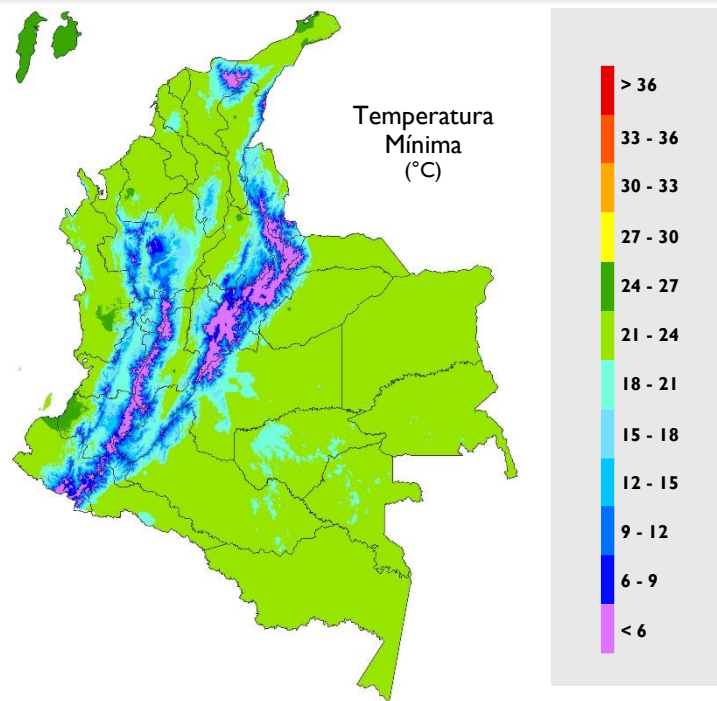 Temperatura
Mínima
(°C)
> 36
33 - 36
30 - 33
27 - 30
24 - 27
21 - 24
18 - 21
15 - 18
12 - 15
9 - 12
6 - 9
< 6